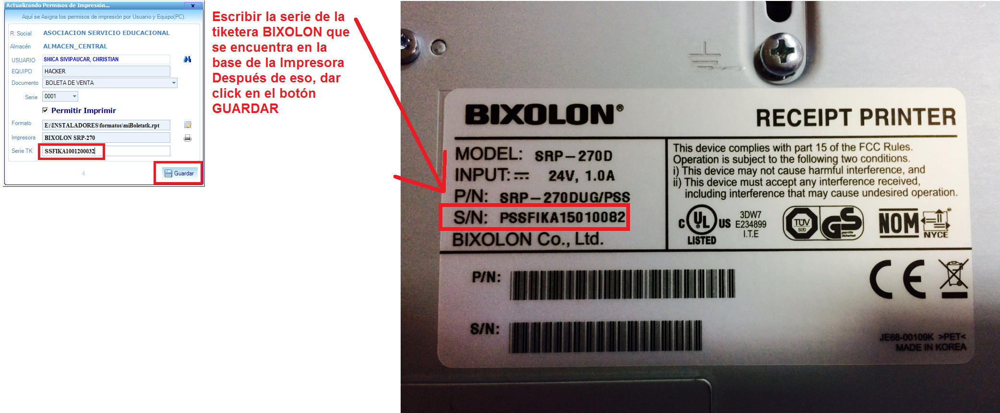 Actualizando Permisos de Impresión...
x
Aquí se Asigna los permisos de impresión por Usuario y Equipo(PC).
R. Social ASOCIACION SERVICIO EDUCACIONAL
Almacén ALMACEN_CENTRAL
USUARIO SHICA SIVIPAUCAR, CHRISTIAN
EQUIPO HACKER
Documento BOLETA DE VENTA
Serie 0001
Permitir Imprimir
Formato E:\INSTALADORES\formatos\miBoletatk.rpt
Impresora BIXOLON SRP-270
Serie TK SSFIKA1001200032
4
Guardar
Escribir la serie de la
tiketera BIXOLON que
se encuentra en la
base de la Impresora
Después de eso, dar
click en el botón
GUARDAR
BIXOLON®
RECEIPT PRINTER
MODEL: SRP-270D
INPUT: 24V, 1.0A
P/N: SRP-270DUG/PSS
S/N: PSSFIKA15010082
BIXOLON Co., Ltd.
This device complies with part 15 of the FCC Rules.
Operation is subject to the following two conditions.
i) This device may not cause harmful interference, and
ii) This device must accept any interference received,
including interference that may cause undesired operation.
C UL ® US
LISTED
3DW7
E234899
I.T.E
TÜV
SÜD
GS
geprüfte
Sicherheit
NOM
NYCE
P/N:
S/N:
CE
JE68-00109K >PET<
MADE IN KOREA